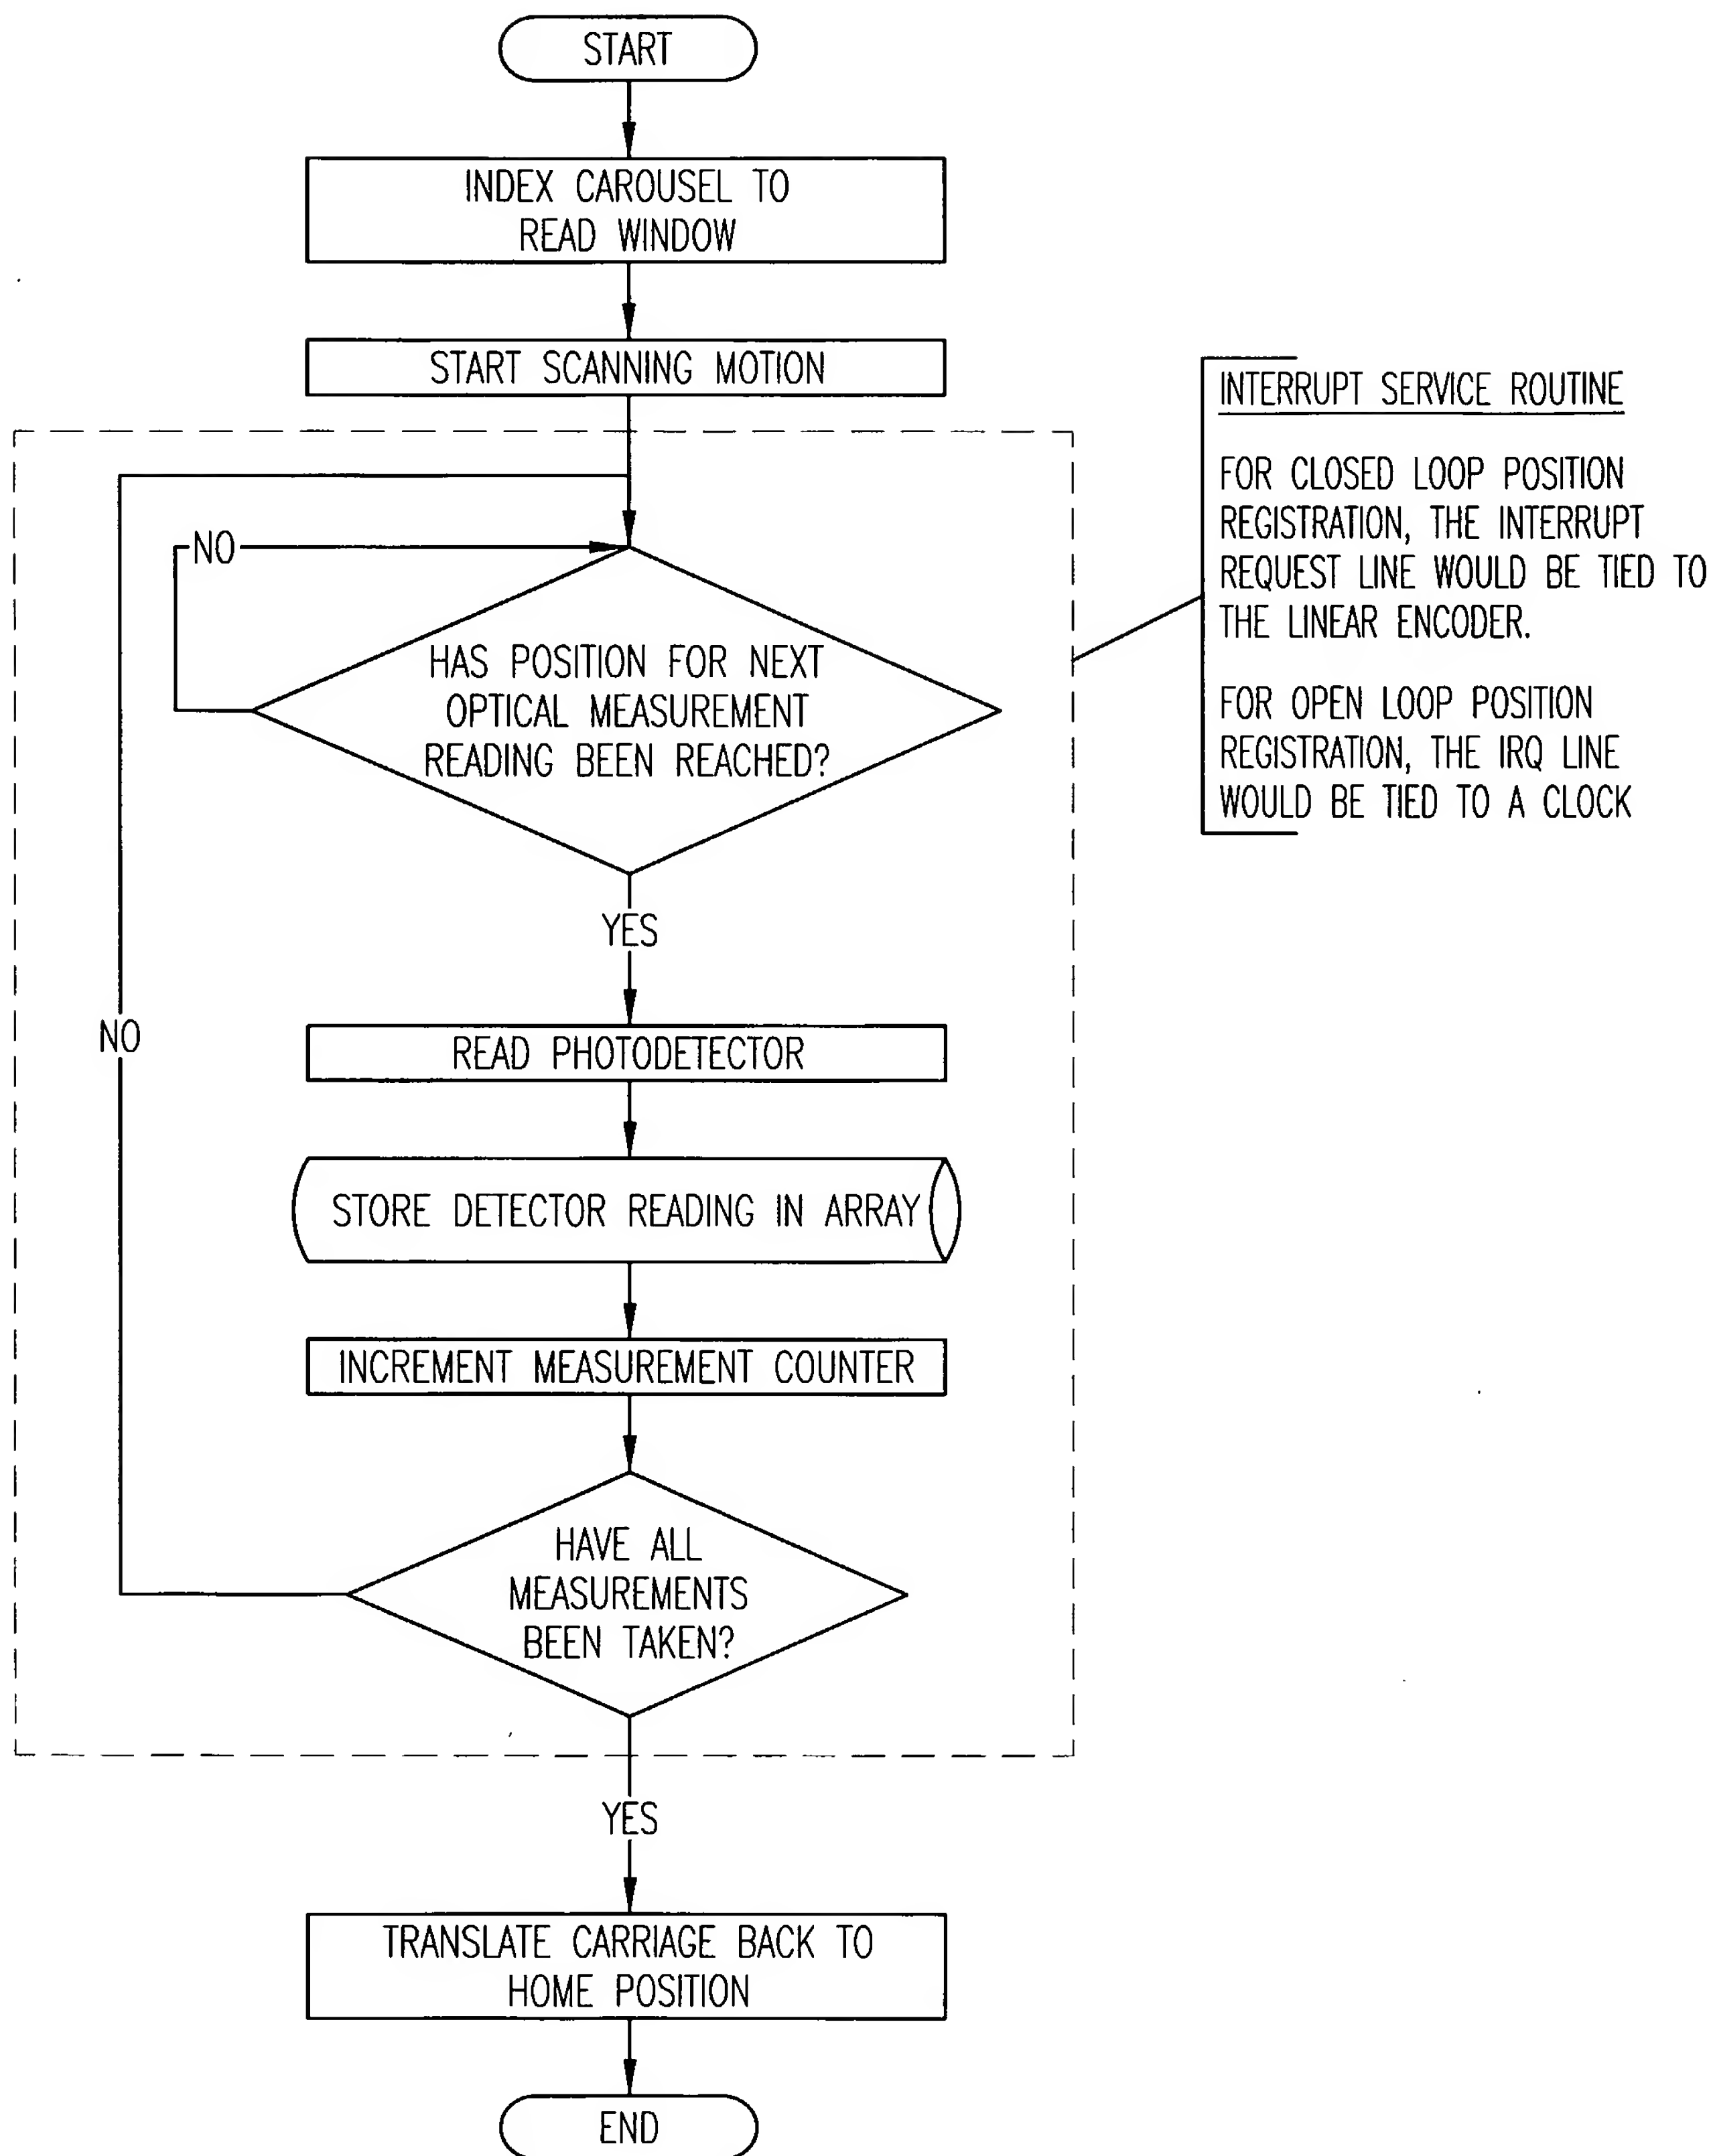 START
INDEX CAROUSEL TO
READ WINDOW
START SCANNING MOTION
INTERRUPT SERVICE ROUTINE
FOR CLOSED LOOP POSITION
REGISTRATION, THE INTERRUPT
REQUEST LINE WOULD BE TIED TO
THE LINEAR ENCODER.
FOR OPEN LOOP POSITION
REGISTRATION, THE IRQ LINE
WOULD BE TIED TO A CLOCK
NO
HAS POSITION FOR NEXT
OPTICAL MEASUREMENT
READING BEEN REACHED?
YES
NO
READ PHOTODETECTOR
STORE DETECTOR READING IN ARRAY
INCREMENT MEASUREMENT COUNTER
HAVE ALL
MEASUREMENTS
BEEN TAKEN?
YES
TRANSLATE CARRIAGE BACK TO
HOME POSITION
END